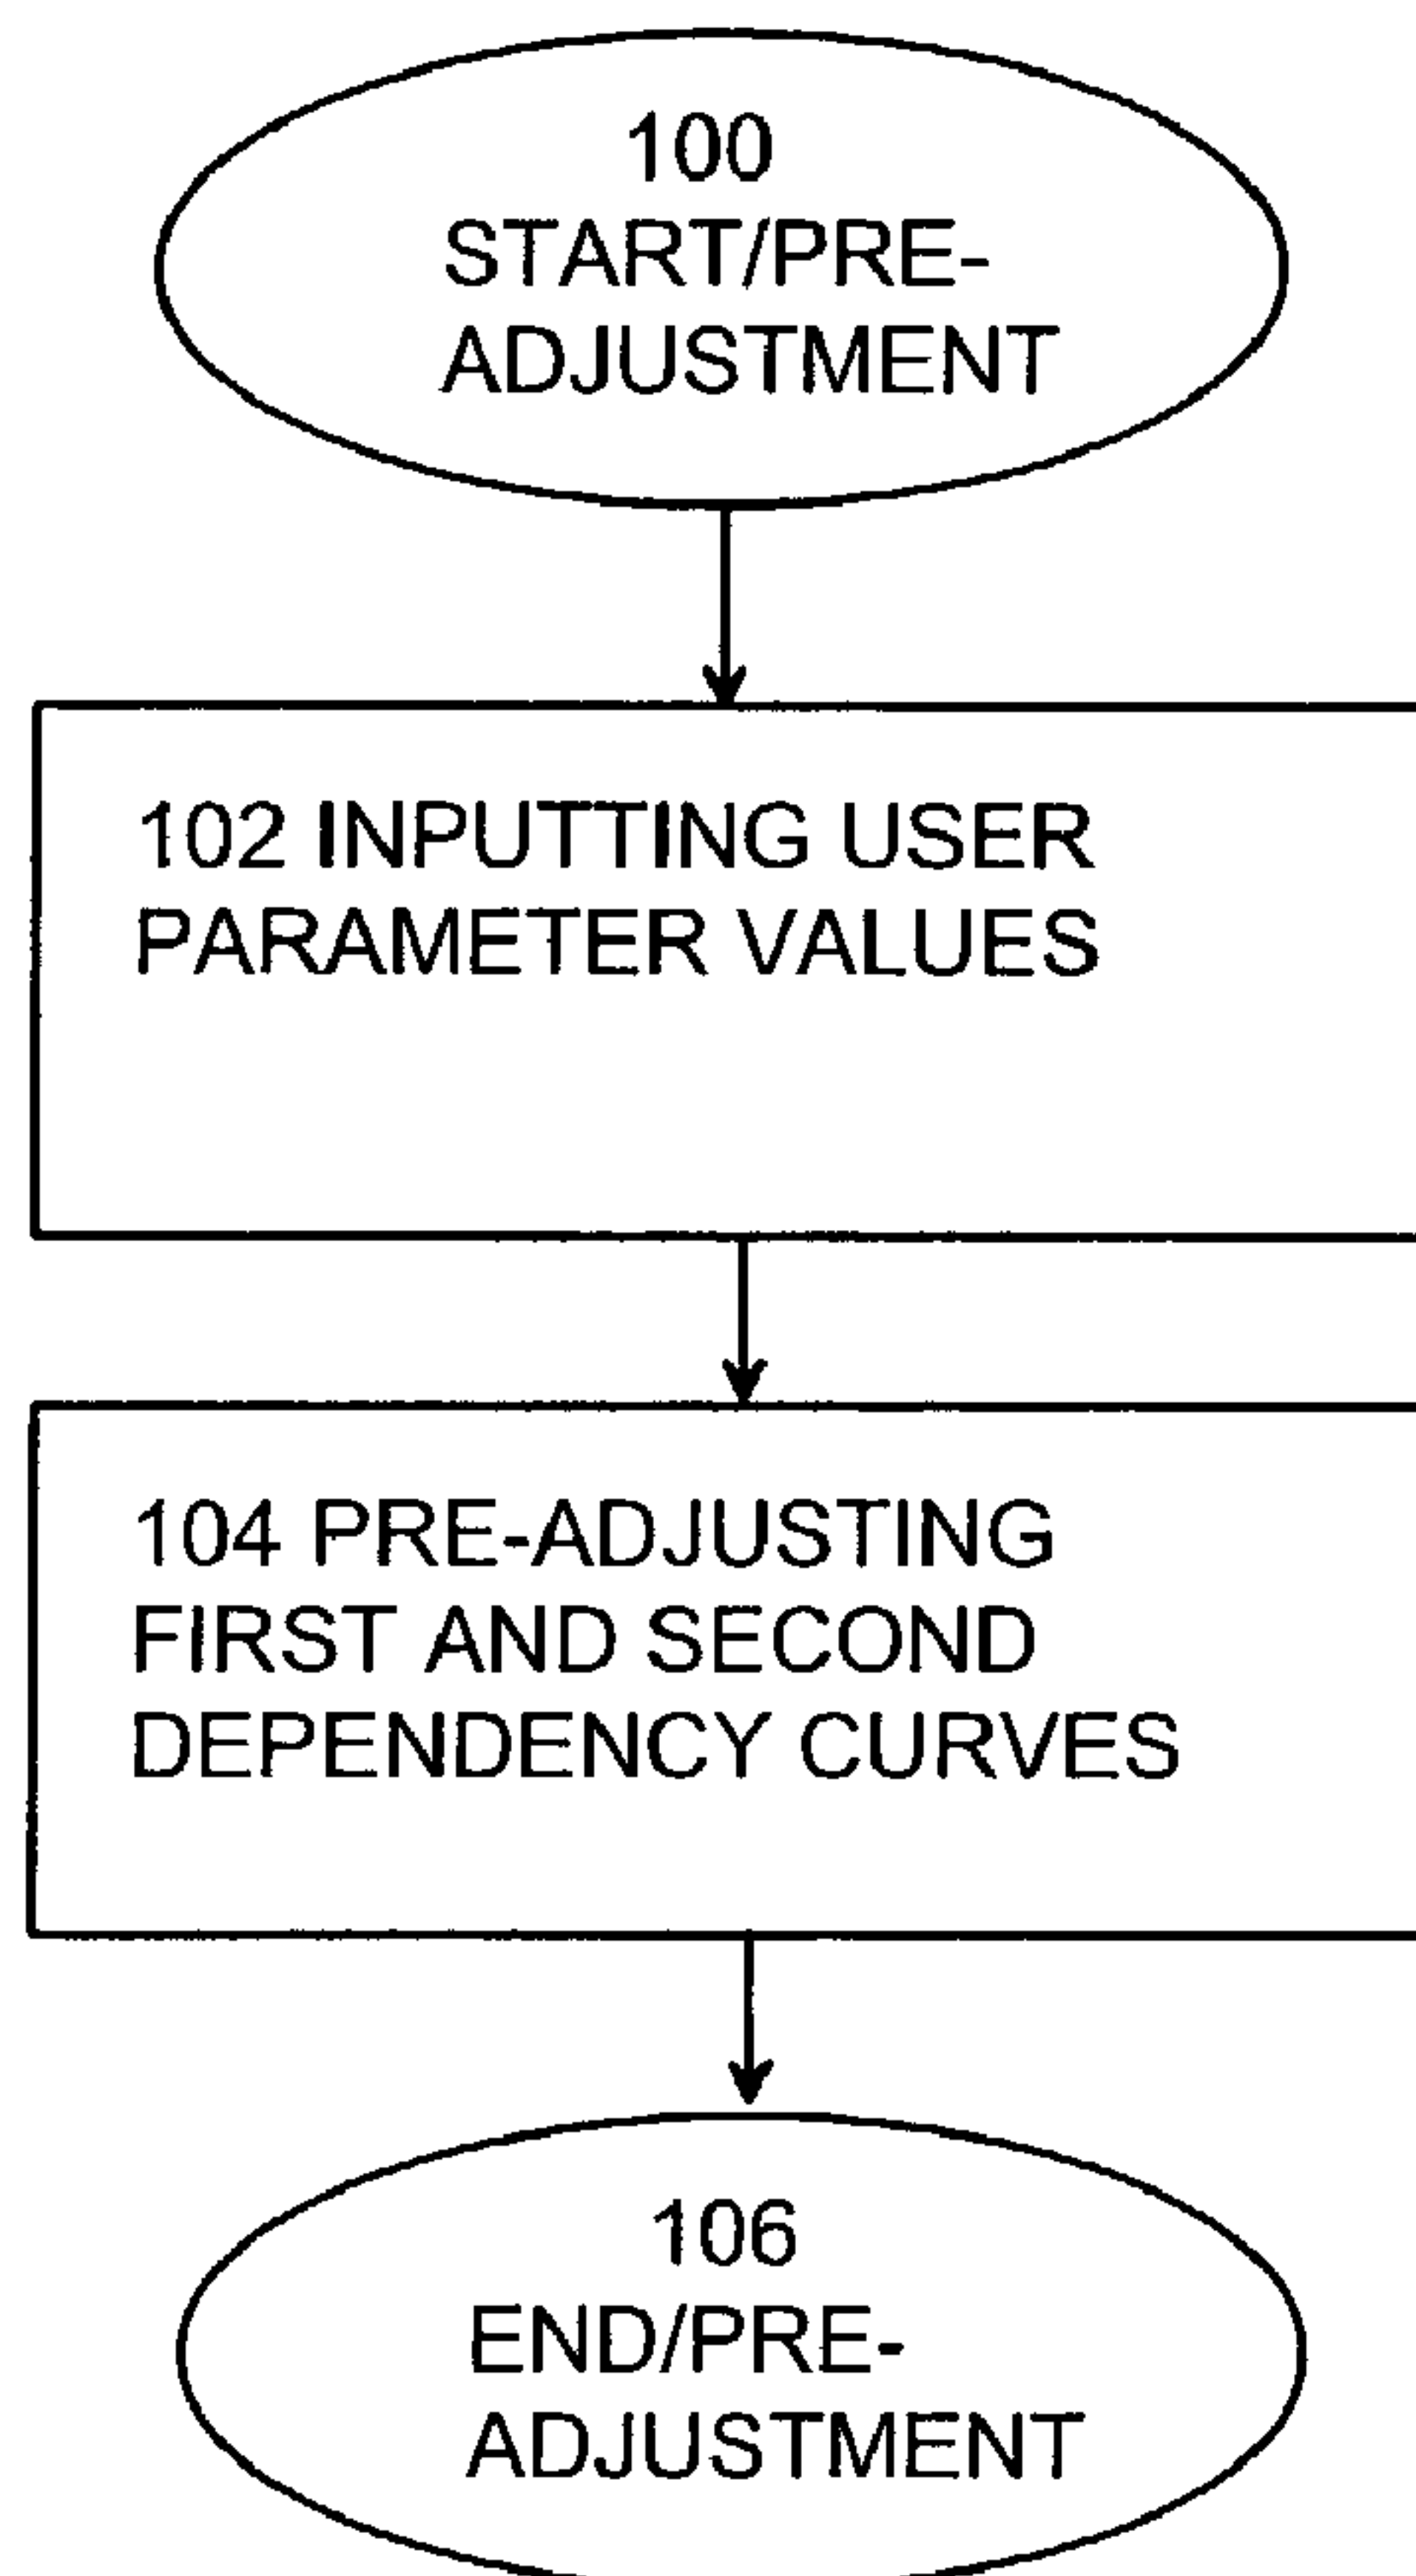 100
START/PRE-
ADJUSTMENT
102 INPUTTING USER
PARAMETER VALUES
104 PRE-ADJUSTING
FIRST AND SECOND
DEPENDENCY CURVES
106
END/PRE-
ADJUSTMENT